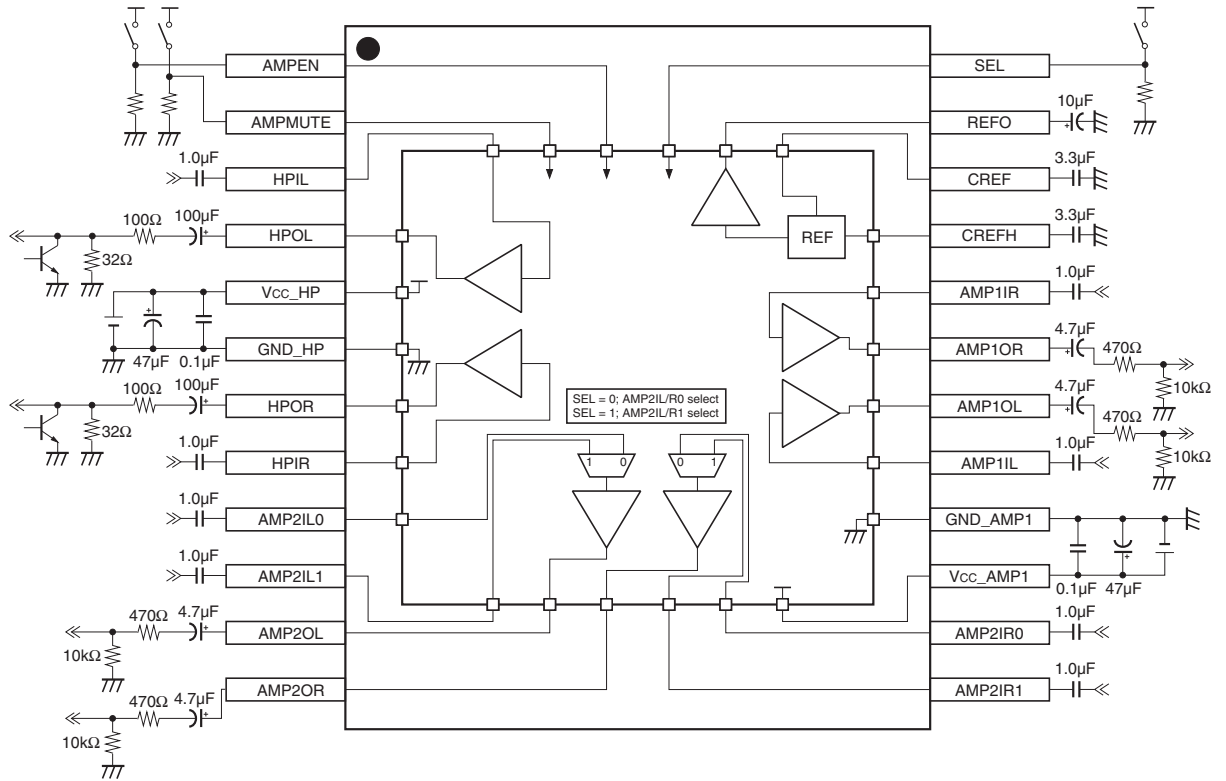 AMPEN
AMPMUTE
1.0µF
HPIL
100Ω
100µF
HPOL
32Ω
VCC_HP
GND_HP
47µF
0.1µF
100Ω
100µF
HPOR
32Ω
1.0µF
HPIR
1.0µF
AMP2IL0
1.0µF
AMP2IL1
470Ω
4.7µF
AMP2OL
10kΩ
470Ω
4.7µF
AMP2OR
10kΩ
REF
SEL = 0; AMP2IL/R0 select
SEL = 1; AMP2IL/R1 select
1 0
0 1
SEL
10µF
REFO
3.3µF
CREF
3.3µF
CREFH
1.0µF
AMP1IR
4.7µF
AMP1OR
470Ω
10kΩ
4.7µF
AMP1OL
470Ω
10kΩ
1.0µF
AMP1IL
GND_AMP1
VCC_AMP1
0.1µF
47µF
1.0µF
AMP2IR0
1.0µF
AMP2IR1